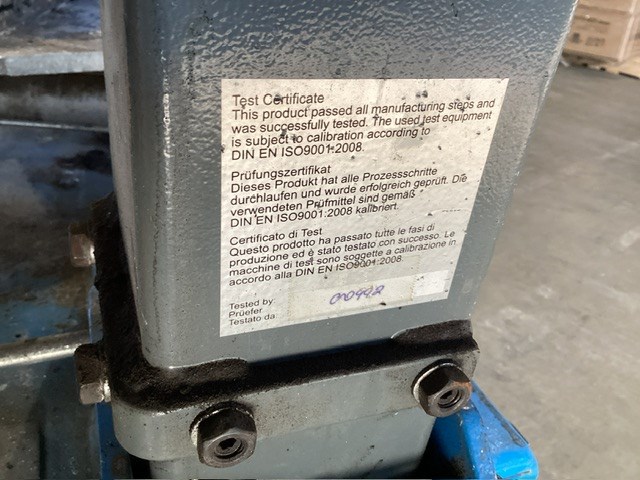 Test Certificate
This product passed all manufacturing steps and
was successfully tested. The used test equipment
is subject to calibration according to
DIN EN ISO9001:2008.
Prüfungszertifikat
Dieses Produkt hat alle Prozessschritte
durchlaufen und wurde erfolgreich geprüft. Die
verwendeten Prüfmittel sind gemäß
DIN EN ISO9001:2008 kalibriert.
Certificato di Test
Questo prodotto ha passato tutte le fasi di
produzione ed è stato testato con successo. Le
macchine di test sono soggette a calibrazione in
accordo alla DIN EN ISO9001:2008.
Tested by:
Prüefer
Testato da: